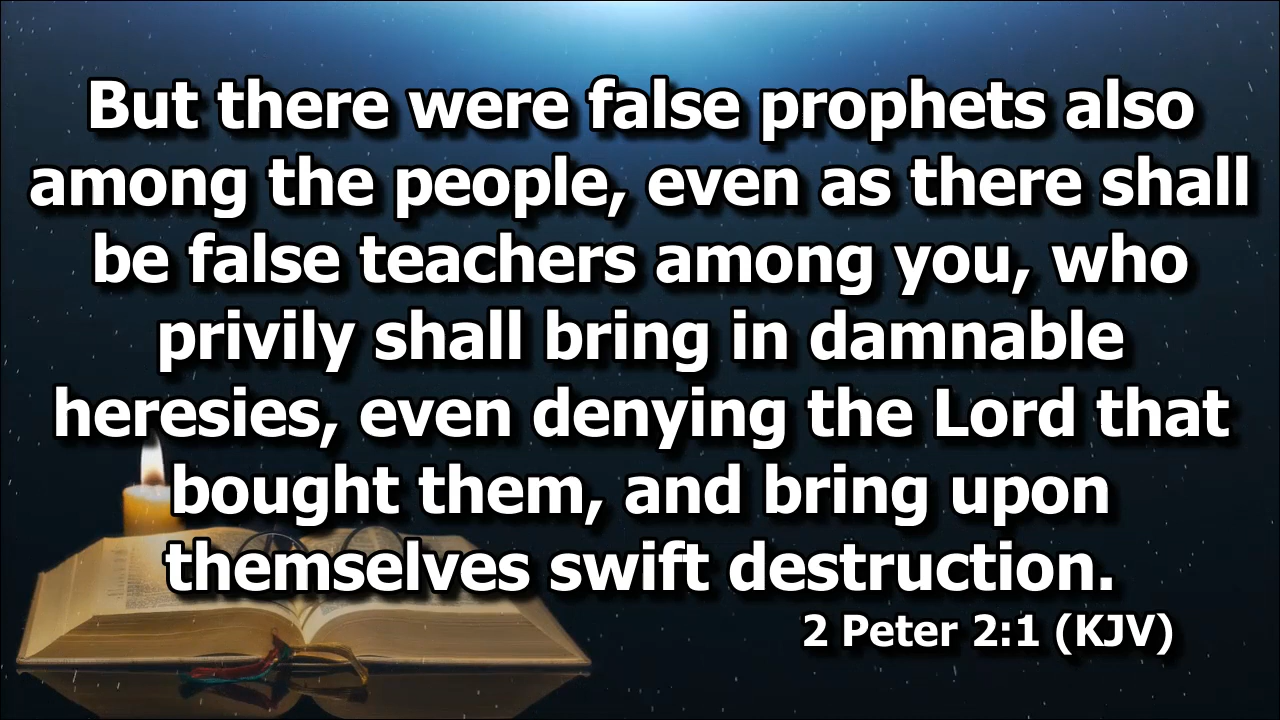 But there were false prophets also
among the people, even as there shall
be false teachers among you, who
privily shall bring in damnable
heresies, even denying the Lord that
bought them, and bring upon
themselves swift destruction.
2 Peter 2:1 (KJV)